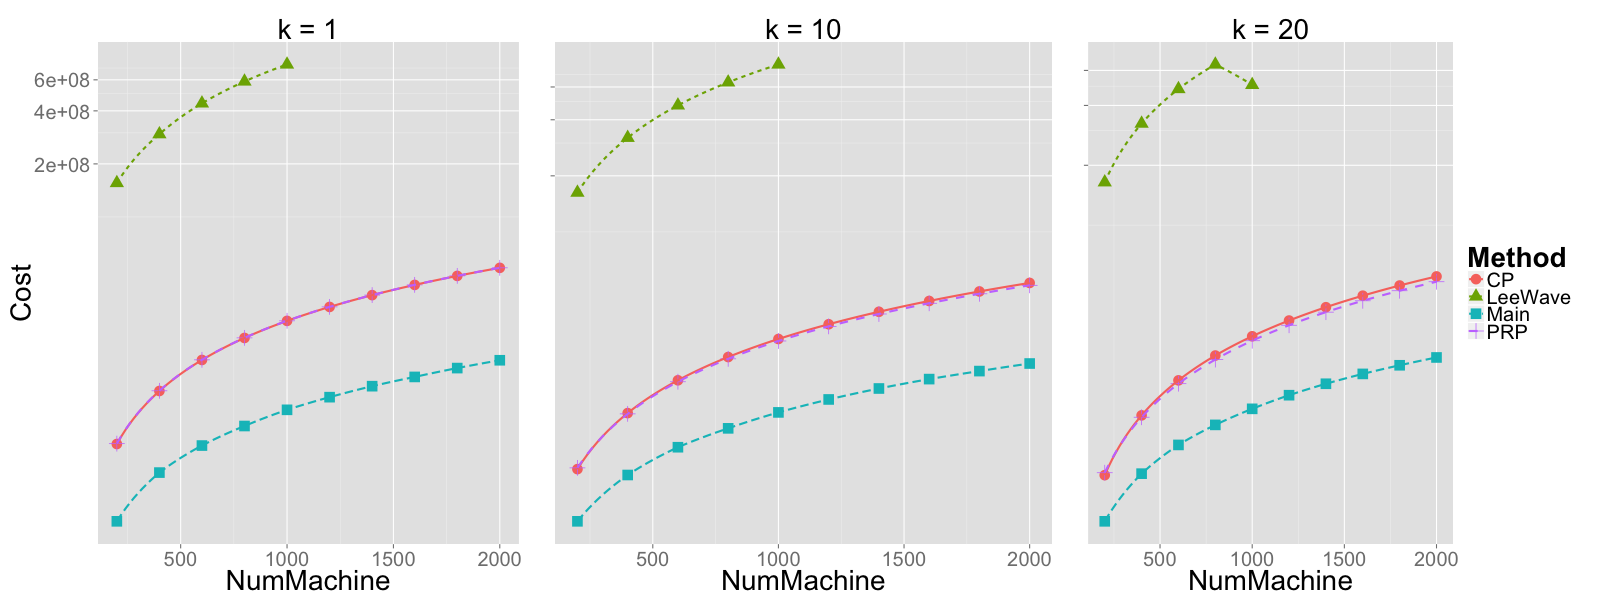 k = 1
k = 10
k = 20
6e+08
4e+08
2e+08
Cost
500 1000 1500 2000
500 1000 1500 2000
500 1000 1500 2000
NumMachine
NumMachine
NumMachine
Method
CP
LeeWave
Main
PRP